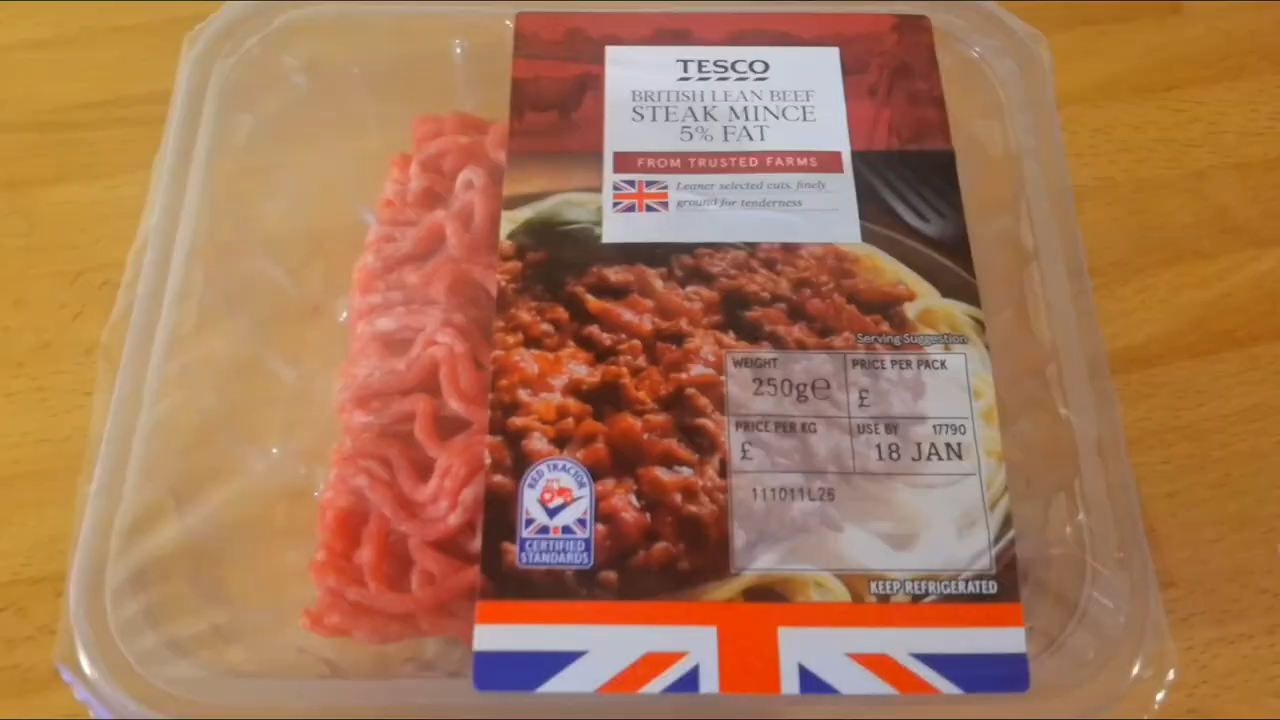 TESCO
BRITISH LEAN BEEF
STEAK MINCE
5% FAT
FROM TRUSTED FARMS
Leaner selected cuts, finely
ground for tenderness
Serving Suggestion
WEIGHT
250g℮
PRICE PER PACK
£
PRICE PER KG
£
USE BY 17790
18 JAN
111011L26
RED TRACTOR
CERTIFIED
STANDARDS
KEEP REFRIGERATED